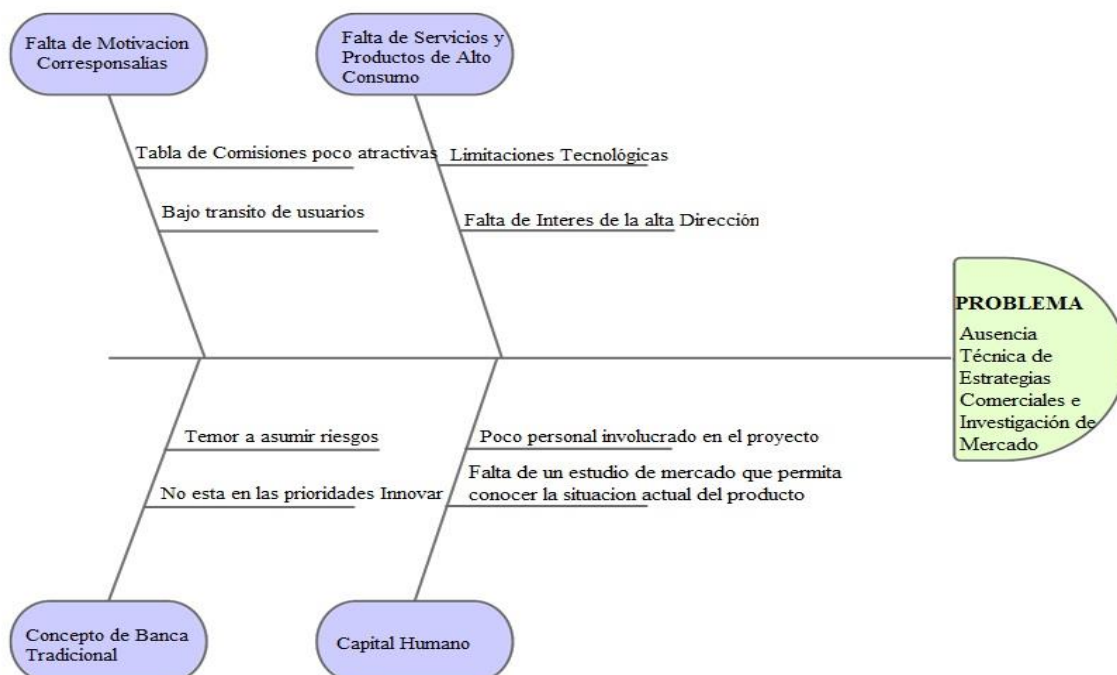 Falta de Motivacion
Corresponsalias
Falta de Servicios y
Productos de Alto
Consumo
Tabla de Comisiones poco atractivas
Bajo transito de usuarios
Limitaciones Tecnológicas
Falta de Interes de la alta Dirección
PROBLEMA
Ausencia
Técnica de
Estrategias
Comerciales e
Investigación de
Mercado
Temor a asumir riesgos
No esta en las prioridades Innovar
Poco personal involucrado en el proyecto
Falta de un estudio de mercado que permita
conocer la situacion actual del producto
Concepto de Banca
Tradicional
Capital Humano